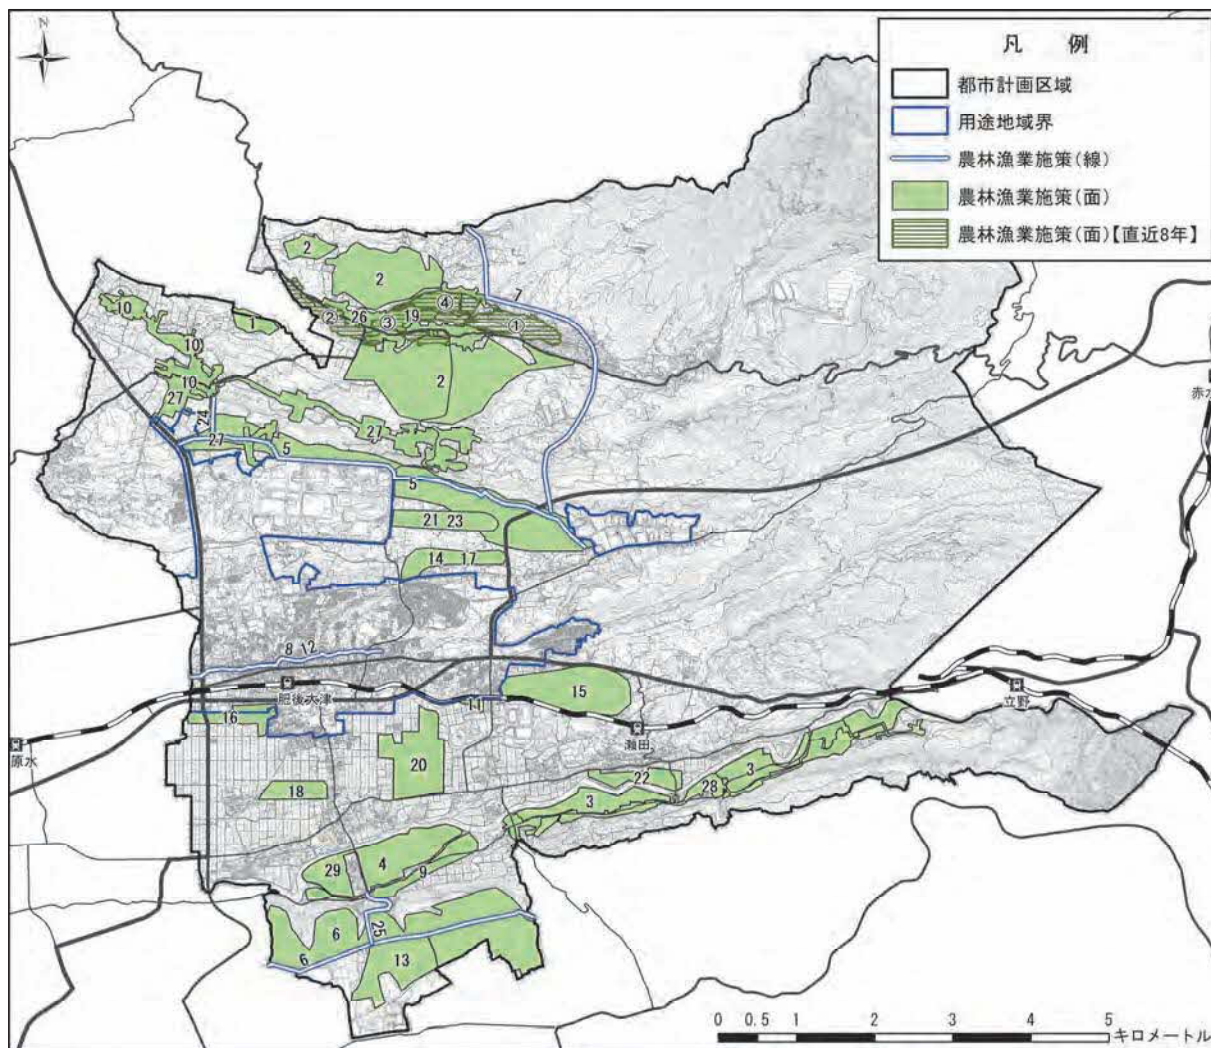 N
凡 例
都市計画区域
用途地域界
農林漁業施策(線)
農林漁業施策(面)
農林漁業施策(面)【直近8年】
2
2
7
④
10
②
26
③
19
①
1
10
2
10
27
24
27
赤水
27
5
5
21 23
14 17
8 12
15
肥後大津
11
立野
16
瀬田
原水
20
22
3
18
28
3
4
29
9
6
25
6
13
0 0.5 1 2 3 4 5
キロメートル